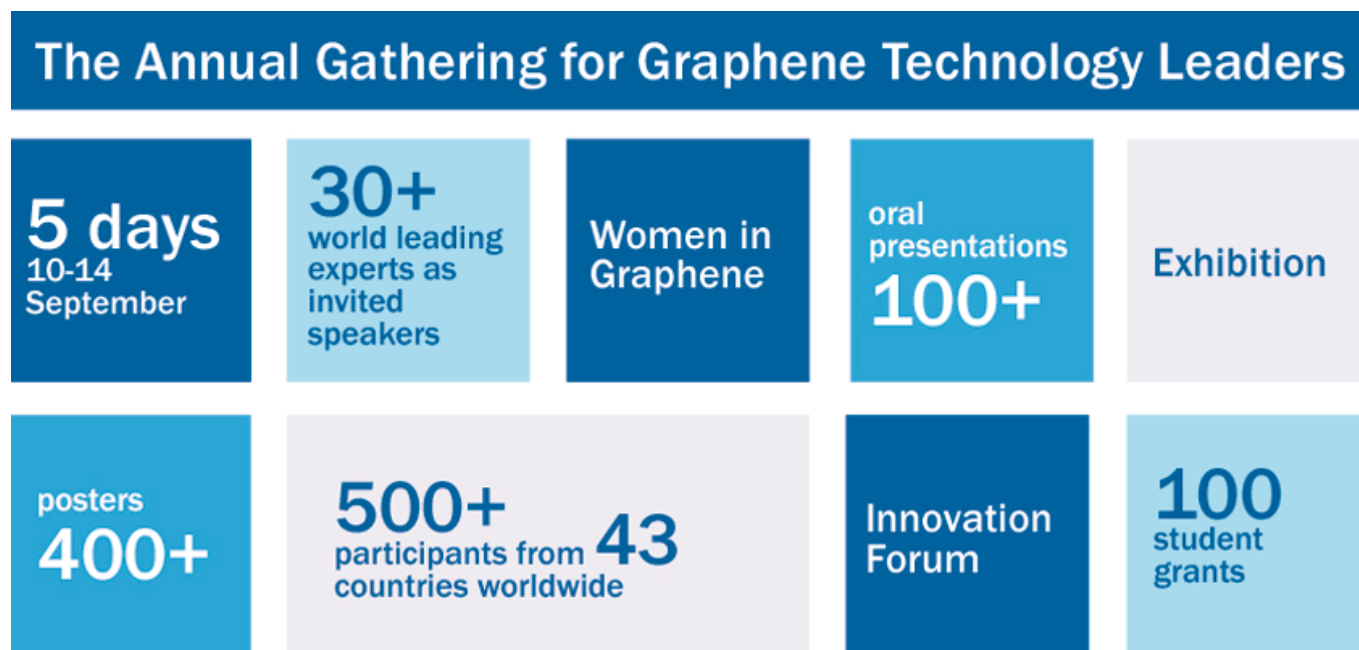 The Annual Gathering for Graphene Technology Leaders
5 days
10-14
September
30+
world leading
experts as
invited
speakers
Women in
Graphene
oral
presentations
100+
Exhibition
posters
400+
500+
participants from 43
countries worldwide
Innovation
Forum
100
student
grants